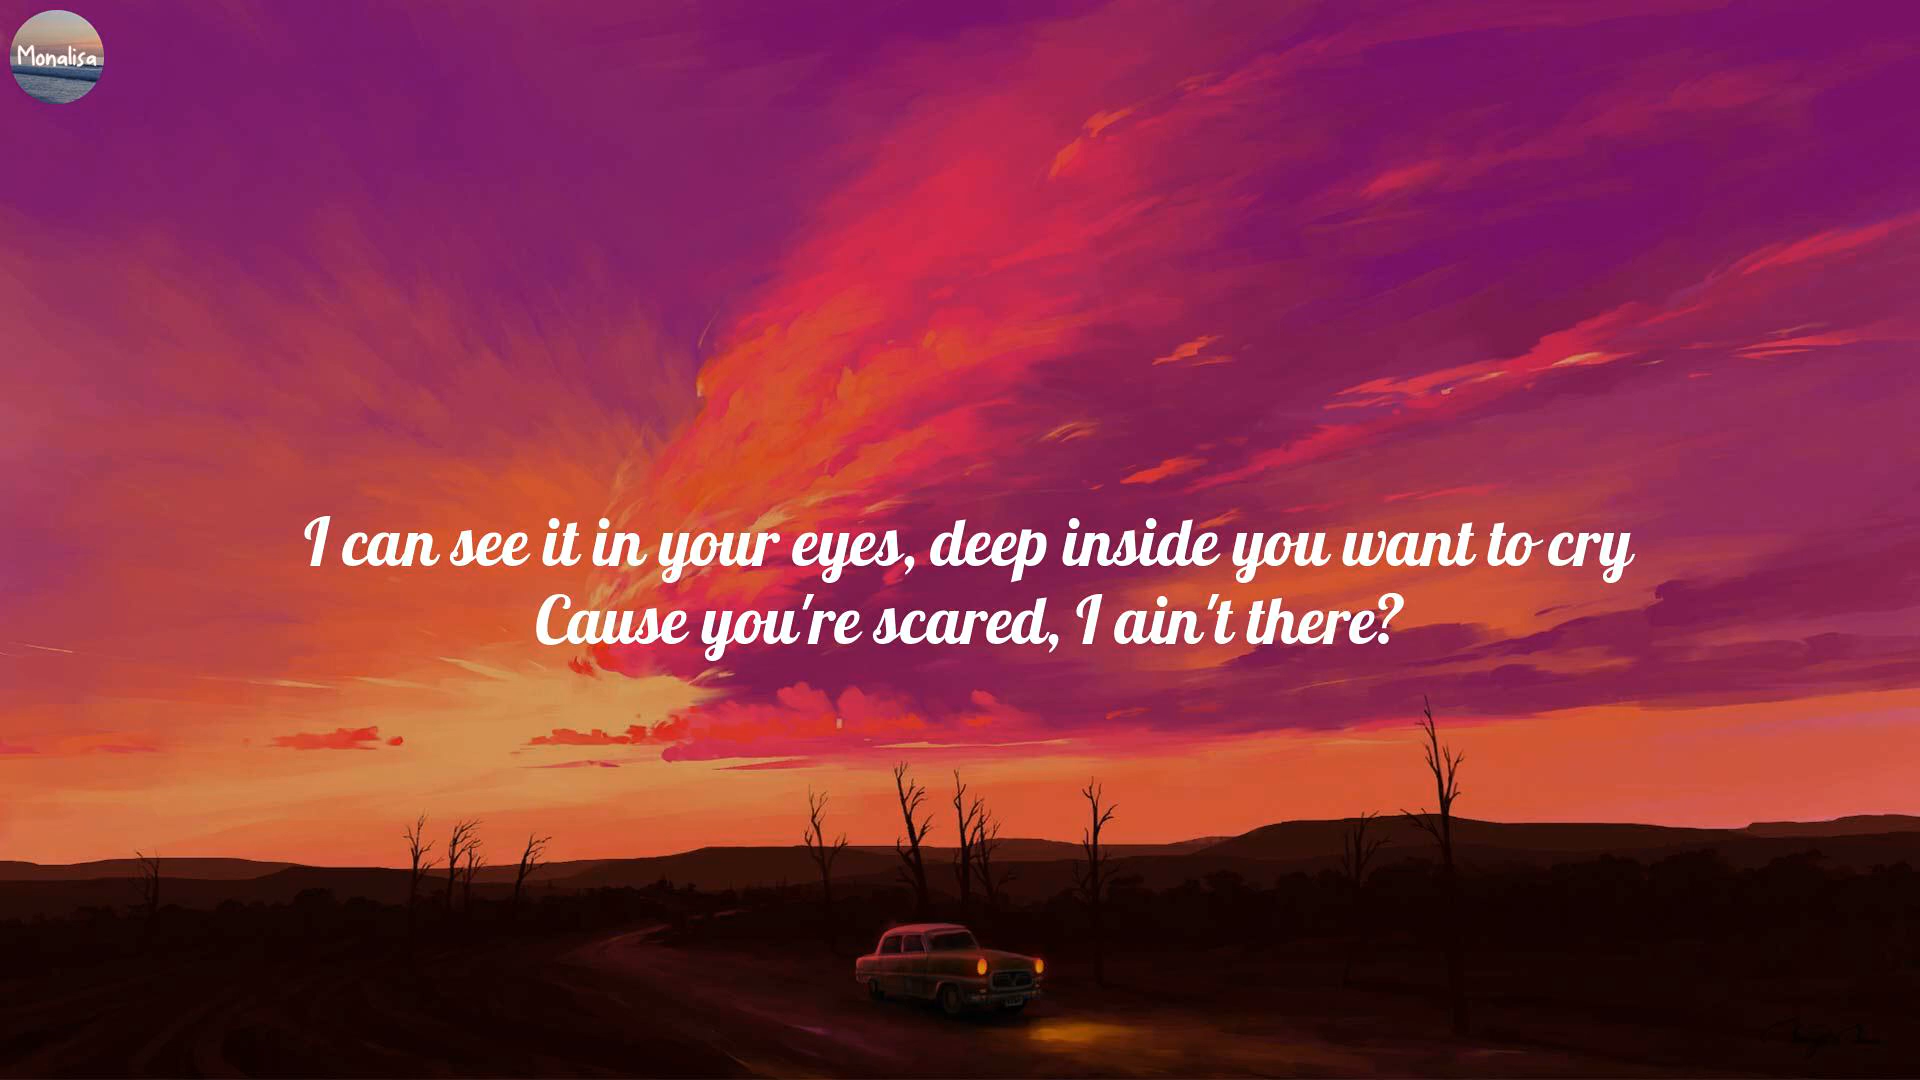 Monalisa
I can see it in your eyes, deep inside you want to cry
Cause you're scared, I ain't there?